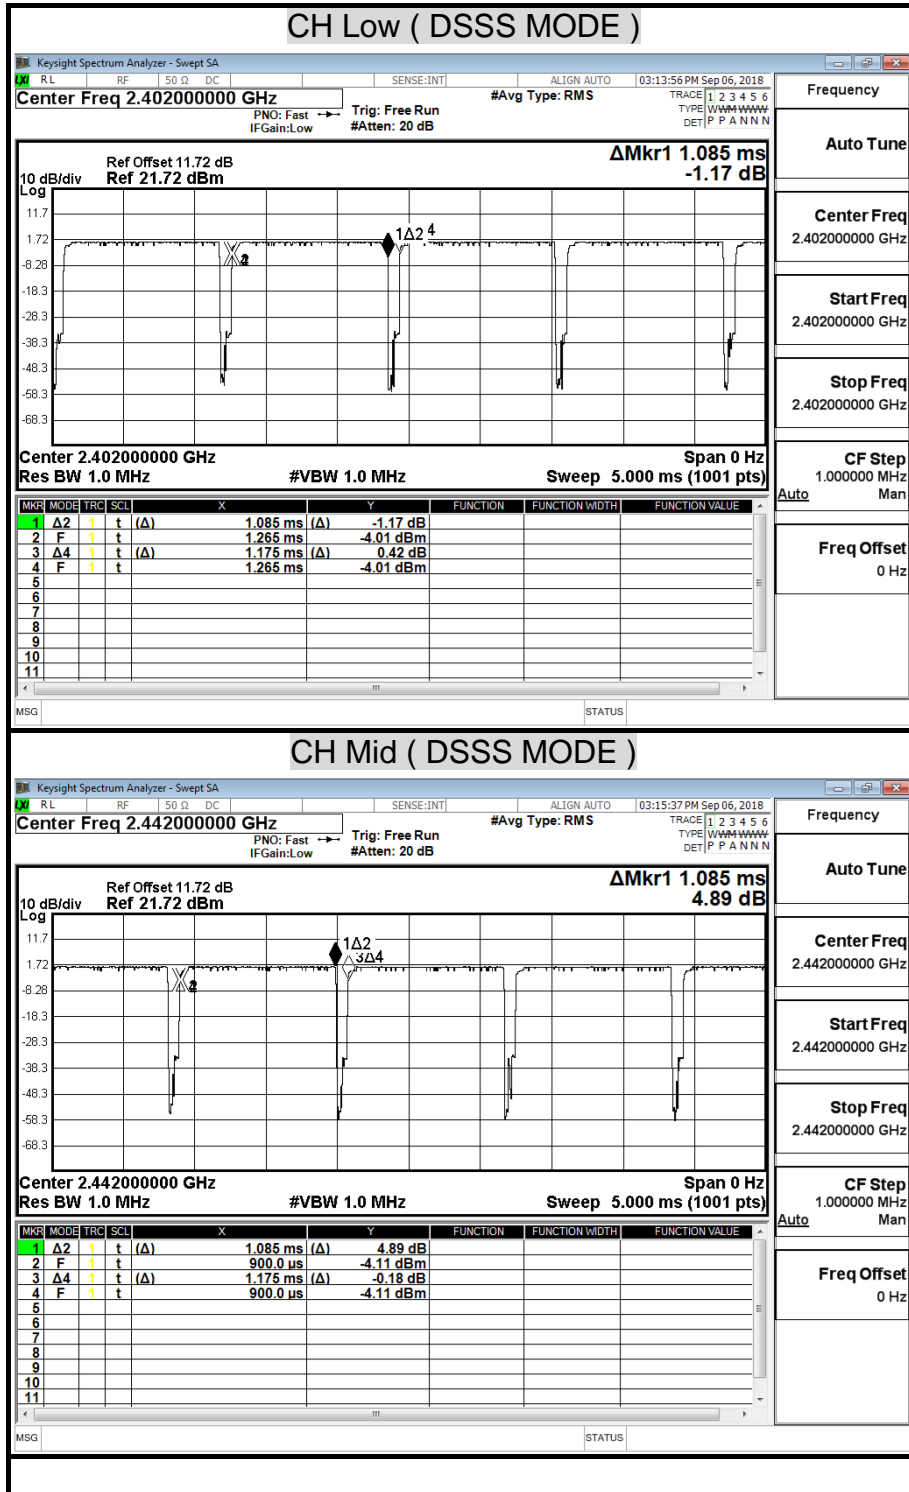 CH Low ( DSSS MODE )
Keysight Spectrum Analyzer - Swept SA
LXI RL RF 50 Ω DC SENSE:INT ALIGN AUTO 03:13:56 PM Sep 06, 2018
Center Freq 2.402000000 GHz
PNO: Fast
IFGain:Low
Trig: Free Run
#Atten: 20 dB
#Avg Type: RMS
TRACE 1 2 3 4 5 6
TYPE WWWWWW
DET P P A N N N
Ref Offset 11.72 dB
10 dB/div Ref 21.72 dBm
Log
ΔMkr1 1.085 ms
-1.17 dB
11.7
1.72
-8.28
-18.3
-28.3
-38.3
-48.3
-58.3
-68.3
1Δ2 4
2
Center 2.402000000 GHz Span 0 Hz
Res BW 1.0 MHz #VBW 1.0 MHz Sweep 5.000 ms (1001 pts)
MKR MODE TRC SCL X Y FUNCTION FUNCTION WIDTH FUNCTION VALUE
1 Δ2 1 t (Δ) 1.085 ms (Δ) -1.17 dB
2 F 1 t 1.265 ms -4.01 dBm
3 Δ4 1 t (Δ) 1.175 ms (Δ) 0.42 dB
4 F 1 t 1.265 ms -4.01 dBm
5
6
7
8
9
10
11
MSG STATUS
Frequency
Auto Tune
Center Freq
2.402000000 GHz
Start Freq
2.402000000 GHz
Stop Freq
2.402000000 GHz
CF Step
1.000000 MHz
Auto Man
Freq Offset
0 Hz
CH Mid ( DSSS MODE )
Keysight Spectrum Analyzer - Swept SA
LXI RL RF 50 Ω DC SENSE:INT ALIGN AUTO 03:15:37 PM Sep 06, 2018
Center Freq 2.442000000 GHz
PNO: Fast
IFGain:Low
Trig: Free Run
#Atten: 20 dB
#Avg Type: RMS
TRACE 1 2 3 4 5 6
TYPE WWWWWW
DET P P A N N N
Ref Offset 11.72 dB
10 dB/div Ref 21.72 dBm
Log
ΔMkr1 1.085 ms
4.89 dB
11.7
1.72
-8.28
-18.3
-28.3
-38.3
-48.3
-58.3
-68.3
1Δ2
3Δ4
2
Center 2.442000000 GHz Span 0 Hz
Res BW 1.0 MHz #VBW 1.0 MHz Sweep 5.000 ms (1001 pts)
MKR MODE TRC SCL X Y FUNCTION FUNCTION WIDTH FUNCTION VALUE
1 Δ2 1 t (Δ) 1.085 ms (Δ) 4.89 dB
2 F 1 t 900.0 µs -4.11 dBm
3 Δ4 1 t (Δ) 1.175 ms (Δ) -0.18 dB
4 F 1 t 900.0 µs -4.11 dBm
5
6
7
8
9
10
11
MSG STATUS
Frequency
Auto Tune
Center Freq
2.442000000 GHz
Start Freq
2.442000000 GHz
Stop Freq
2.442000000 GHz
CF Step
1.000000 MHz
Auto Man
Freq Offset
0 Hz